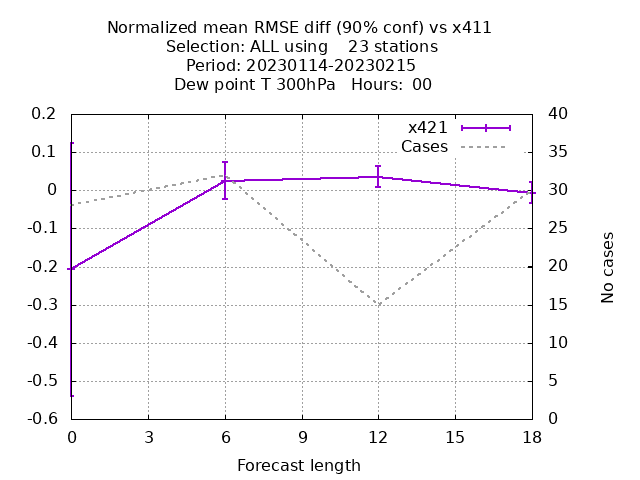 Normalized mean RMSE diff (90% conf) vs x411
Selection: ALL using    23 stations
Period: 20230114-20230215
Dew point T 300hPa   Hours: 00
0.2
0.1
0
-0.1
-0.2
-0.3
-0.4
-0.5
-0.6
x421
Cases
40
35
30
25
20
15
10
5
0
No cases
0 3 6 9 12 15 18
Forecast length